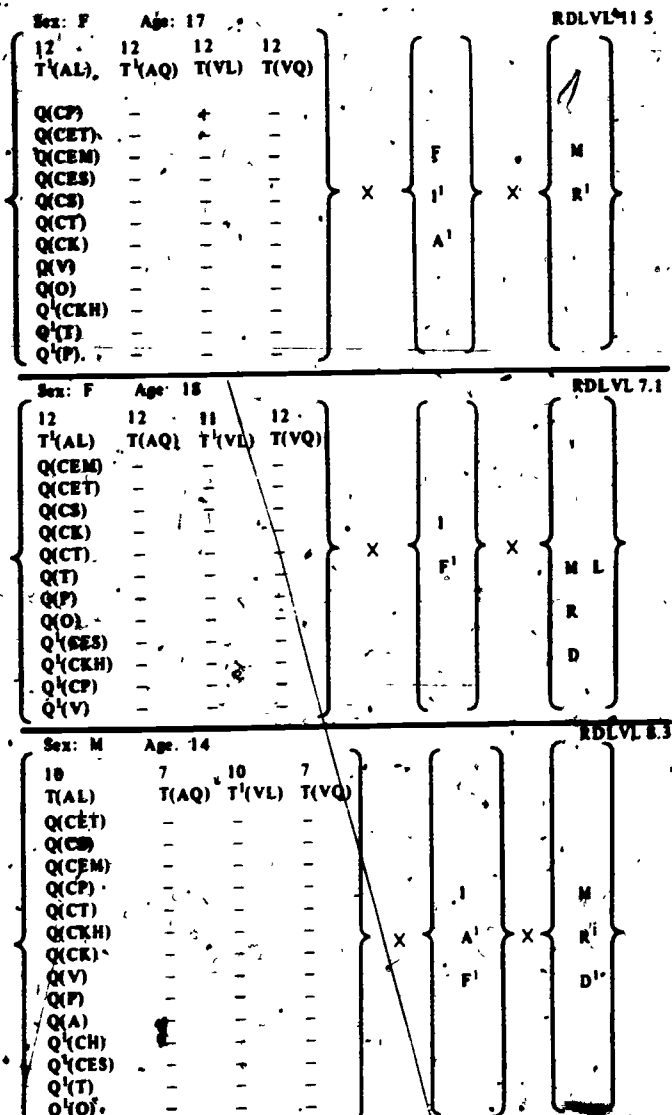 Sex: F Age: 17 RDLVL 11 5
12 12 12 12
T¹(AL) T¹(AQ) T(VL) T(VQ)
Q(CP) – – –
Q(CET) – – –
Q(CEM) – – – F M
Q(CES) – – –
Q(CS) – – – X I¹ X R¹
Q(CT) – – –
Q(CK) – – – A¹
Q(V) – – –
Q(O) – – –
Q¹(CKH) – – –
Q¹(T) – – –
Q¹(P) – – –
Sex: F Age: 18 RDLVL 7.1
12 12 11 12
T¹(AL) T(AQ) T¹(VL) T(VQ)
Q(CEM) – – –
Q(CET) – – –
Q(CS) – – –
Q(CK) – – – I
Q(CT) – – – X X
Q(T) – – – F¹ M L
Q(P) – – –
Q(O) – – – R
Q¹(CES) – – –
Q¹(CKH) – – – D
Q¹(CP) – – –
Q¹(V) – – –
Sex: M Age. 14 RDLVL 8.3
10 7 10 7
T(AL) T(AQ) T¹(VL) T(VQ)
Q(CET) – – –
Q(CS) – – –
Q(CEM) – – –
Q(CP) – – –
Q(CT) – – – I M
Q(CKH) – – –
Q(CK) – – – X A¹ X R¹
Q(V) – – –
Q(P) – – – F¹ D¹
Q(A) – – –
Q¹(CH) – – –
Q¹(CES) – – –
Q¹(T) – – –
Q¹(O) – – –